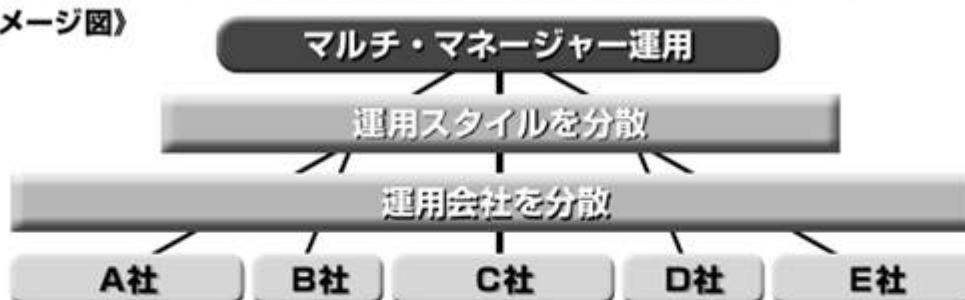 メージ図》
マルチ・マネージャー運用
運用スタイルを分散
運用会社を分散
A社 B社 C社 D社 E社